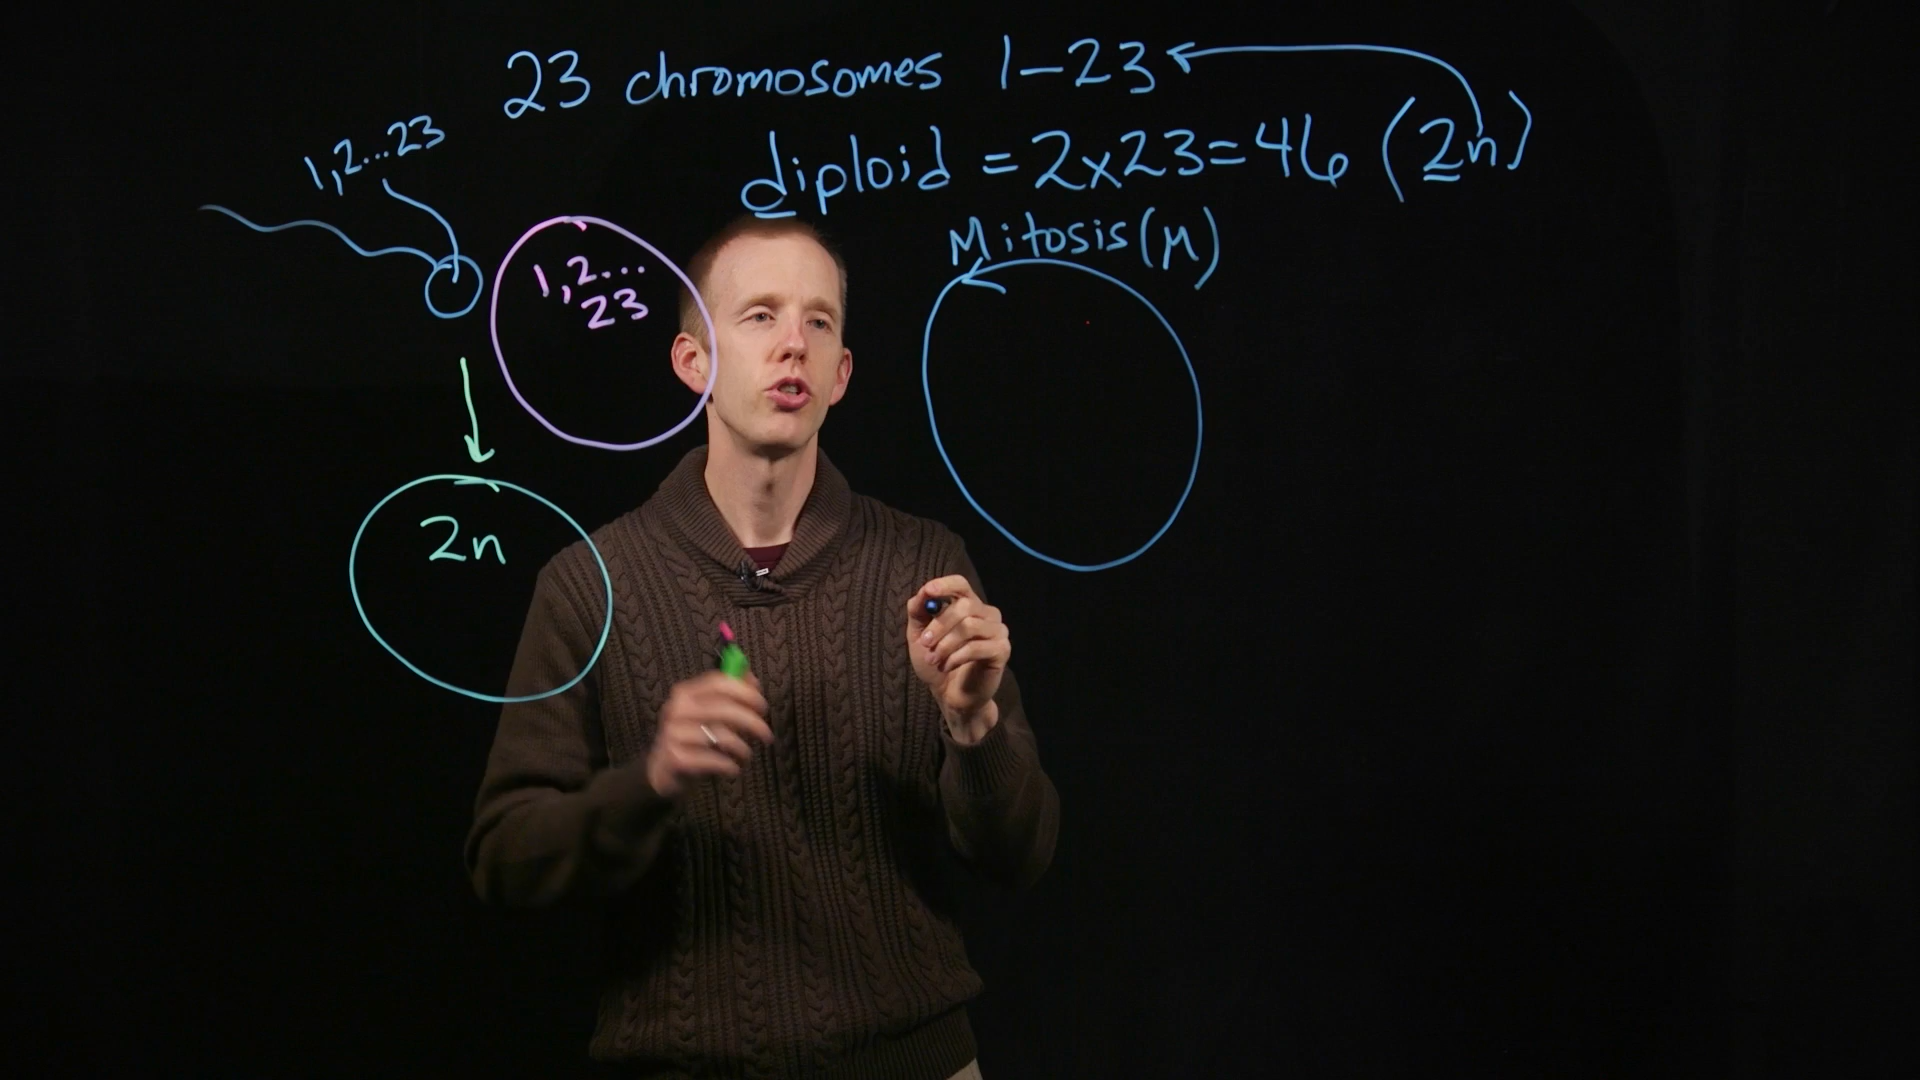 23 chromosomes 1-23
diploid = 2x23=46 (2n)
1,2...23
Mitosis (M)
1,2...
23
2n